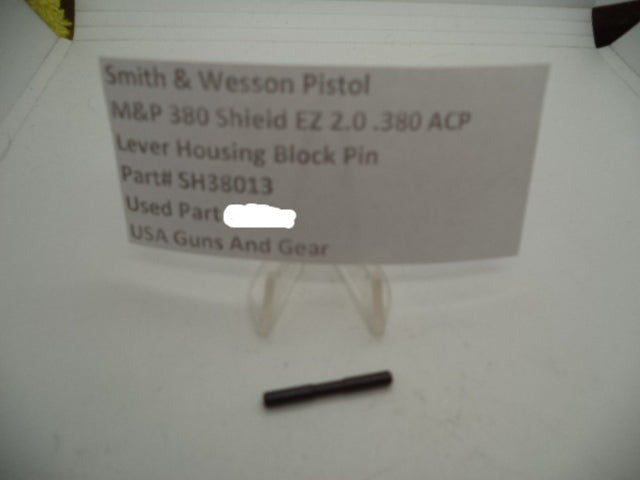 Smith & Wesson Pistol
M&P 380 Shield EZ 2.0 .380 ACP
Lever Housing Block Pin
Part# SH38013
Used Part
USA Guns And Gear